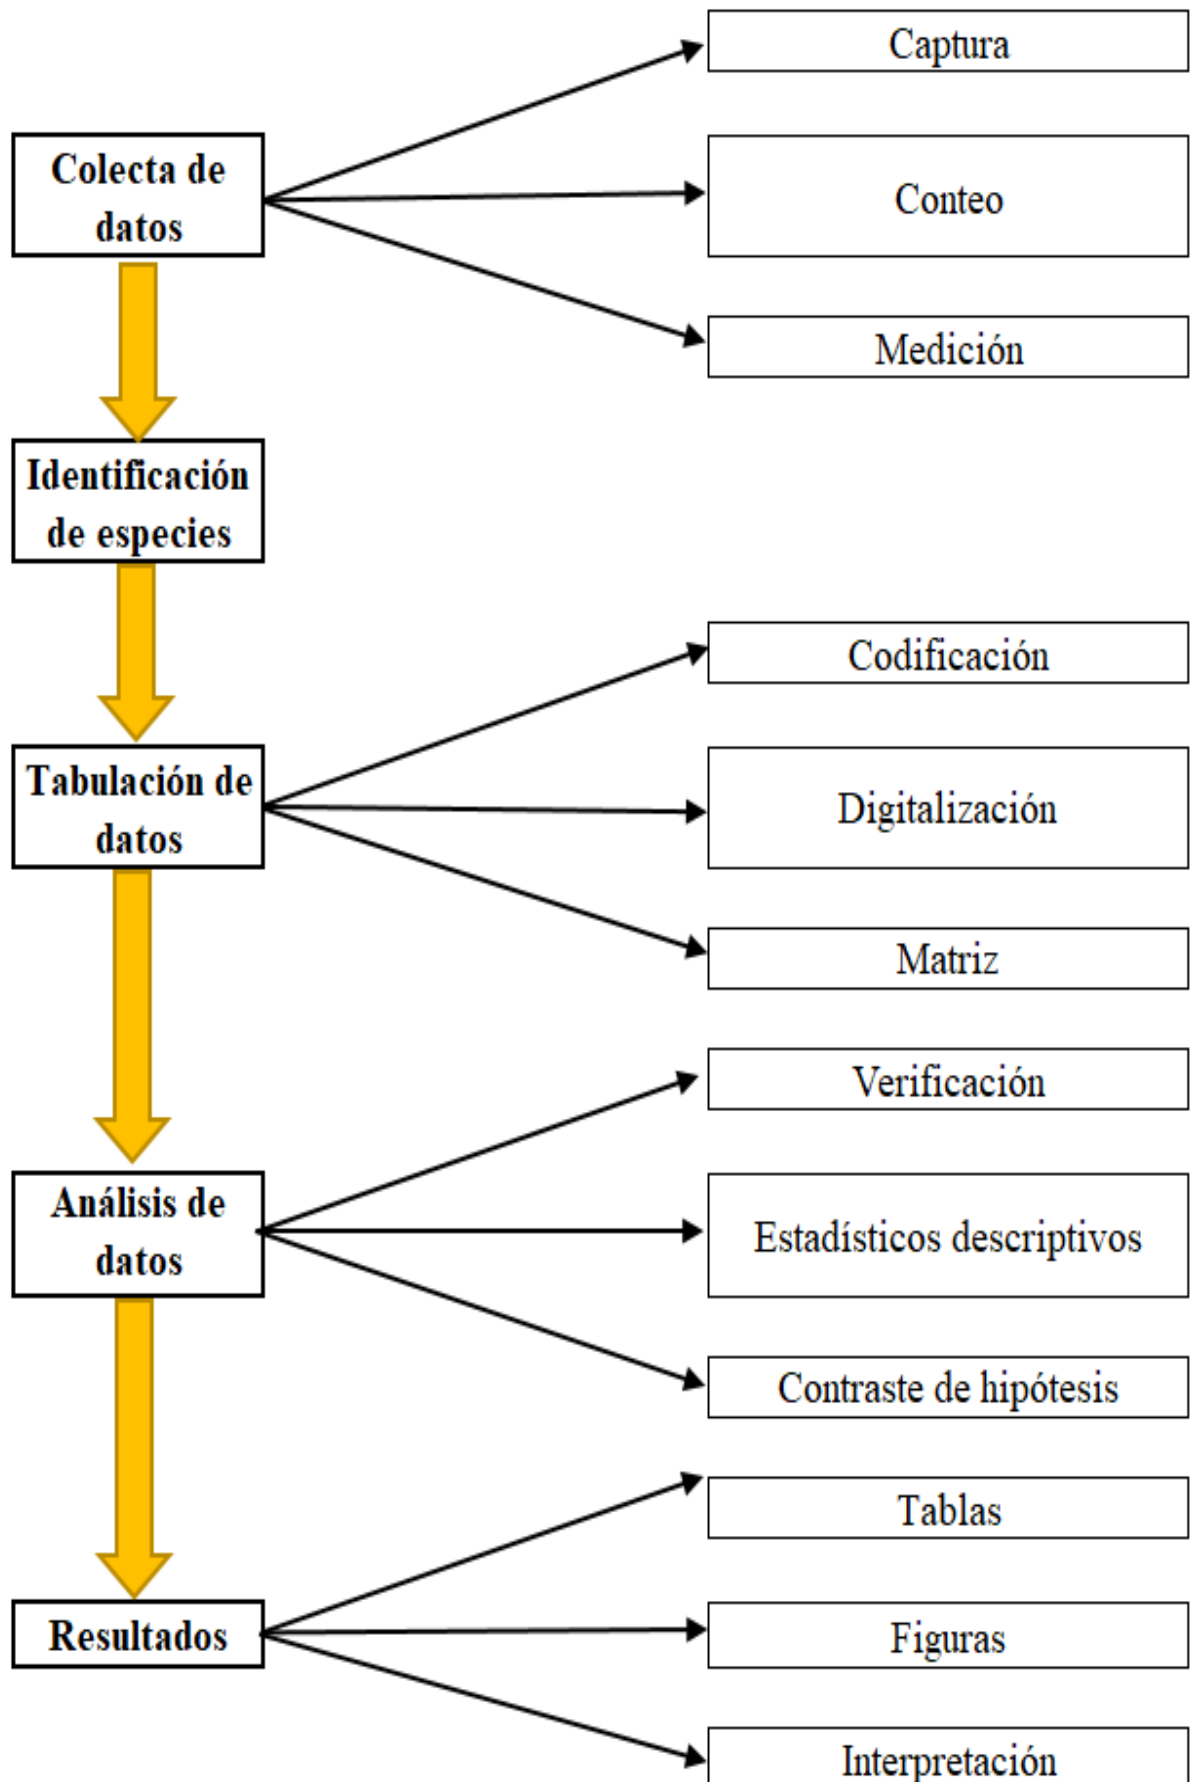 Captura
Colecta de
datos
Conteo
Medición
Identificación
de especies
Codificación
Tabulación de
datos
Digitalización
Matriz
Verificación
Análisis de
datos
Estadísticos descriptivos
Contraste de hipótesis
Tablas
Resultados
Figuras
Interpretación